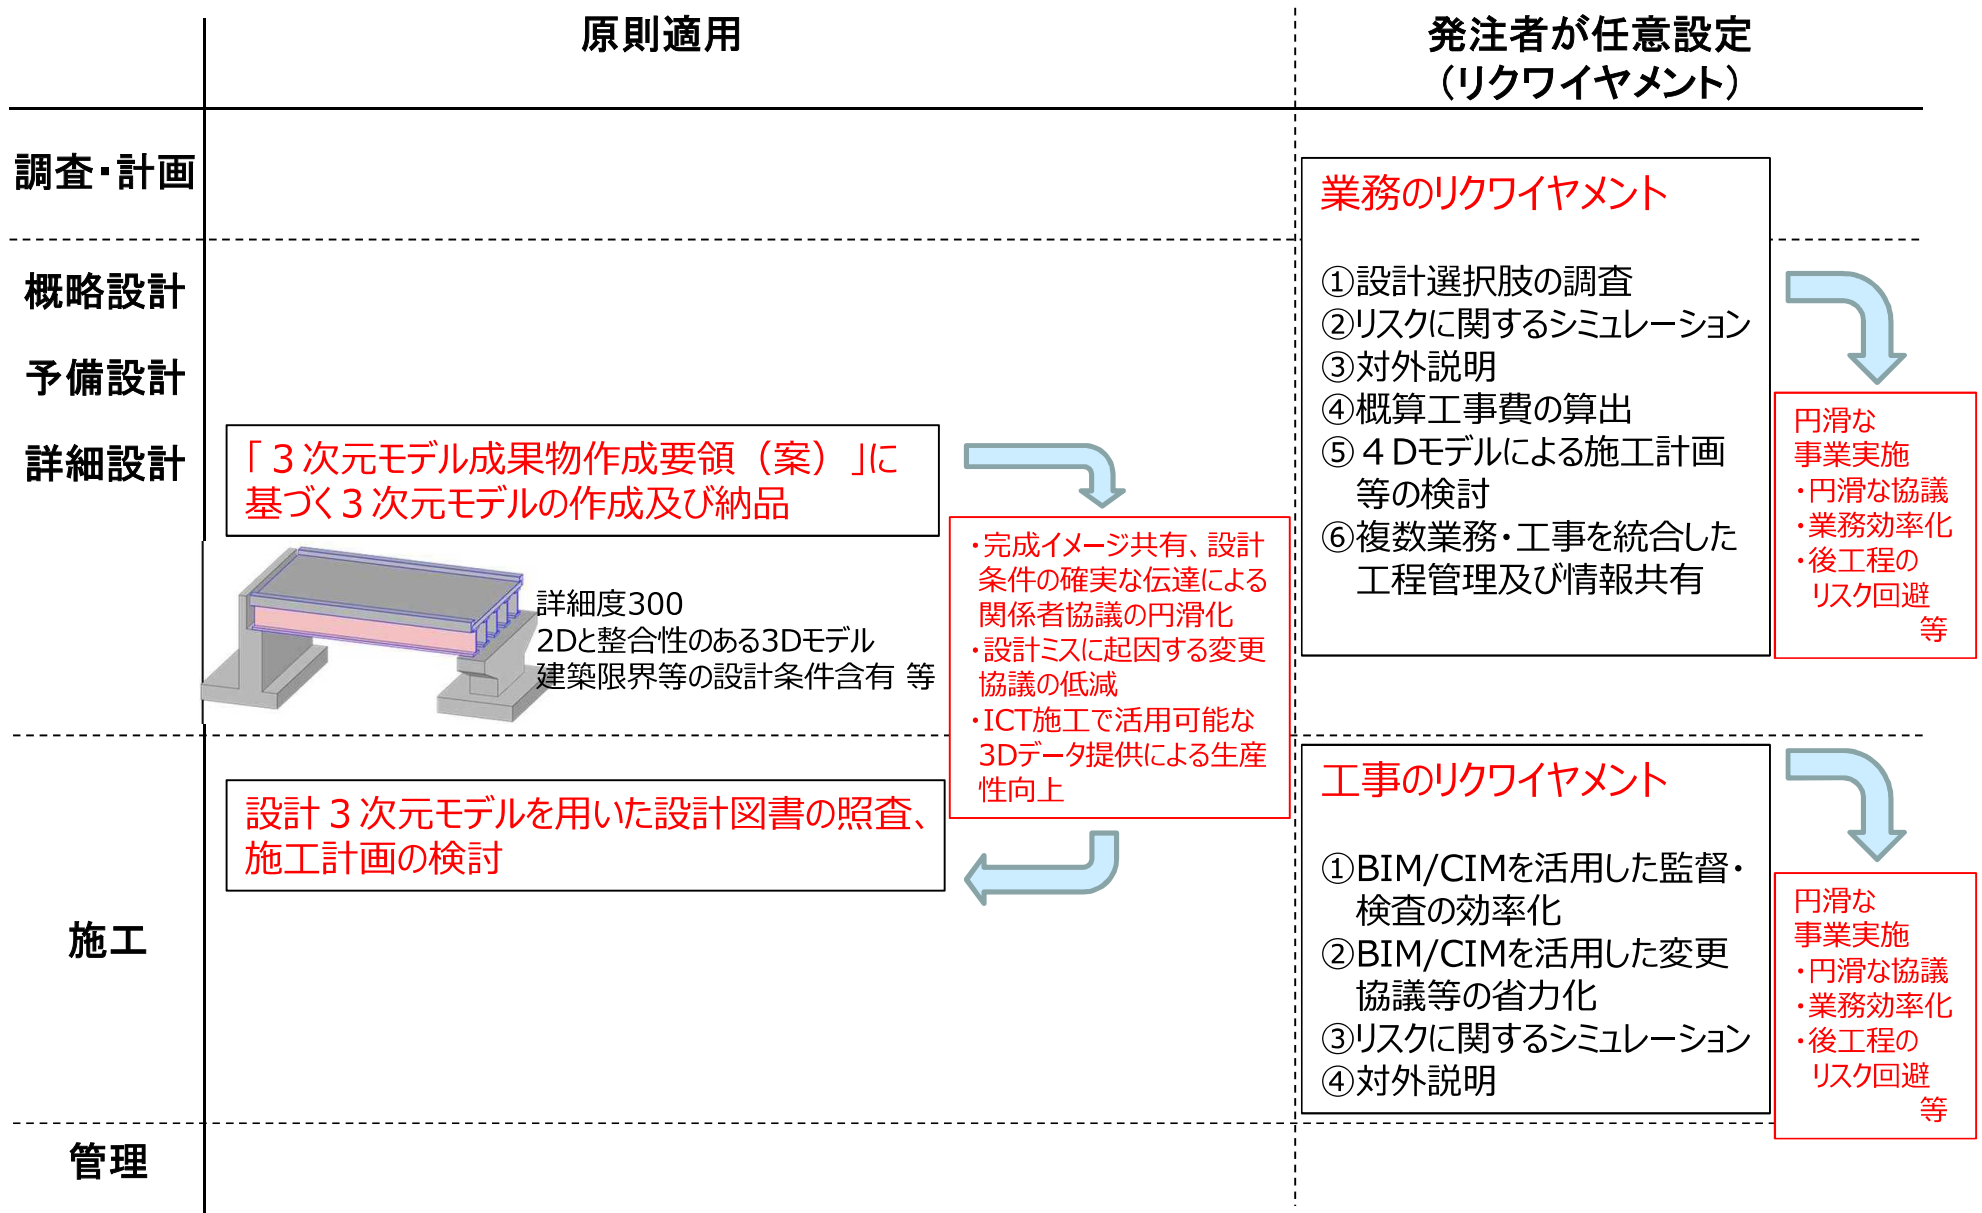 原則適用
発注者が任意設定
（リクワイヤメント）
調査・計画
概略設計
予備設計
詳細設計
「３次元モデル成果物作成要領（案）」に
基づく３次元モデルの作成及び納品
詳細度300
2Dと整合性のある3Dモデル
建築限界等の設計条件含有 等
・完成イメージ共有、設計
条件の確実な伝達による
関係者協議の円滑化
・設計ミスに起因する変更
協議の低減
・ICT施工で活用可能な
3Dデータ提供による生産
性向上
業務のリクワイヤメント
①設計選択肢の調査
②リスクに関するシミュレーション
③対外説明
④概算工事費の算出
⑤４Dモデルによる施工計画
等の検討
⑥複数業務・工事を統合した
工程管理及び情報共有
円滑な
事業実施
・円滑な協議
・業務効率化
・後工程の
リスク回避
等
施工
設計３次元モデルを用いた設計図書の照査、
施工計画の検討
工事のリクワイヤメント
①BIM/CIMを活用した監督・
検査の効率化
②BIM/CIMを活用した変更
協議等の省力化
③リスクに関するシミュレーション
④対外説明
円滑な
事業実施
・円滑な協議
・業務効率化
・後工程の
リスク回避
等
管理